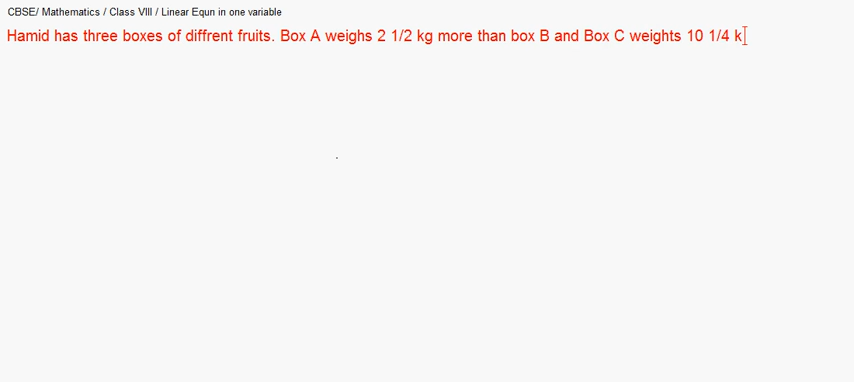 CBSE/ Mathematics / Class VIII / Linear Equn in one variable
Hamid has three boxes of diffrent fruits. Box A weighs 2 1/2 kg more than box B and Box C weights 10 1/4 k